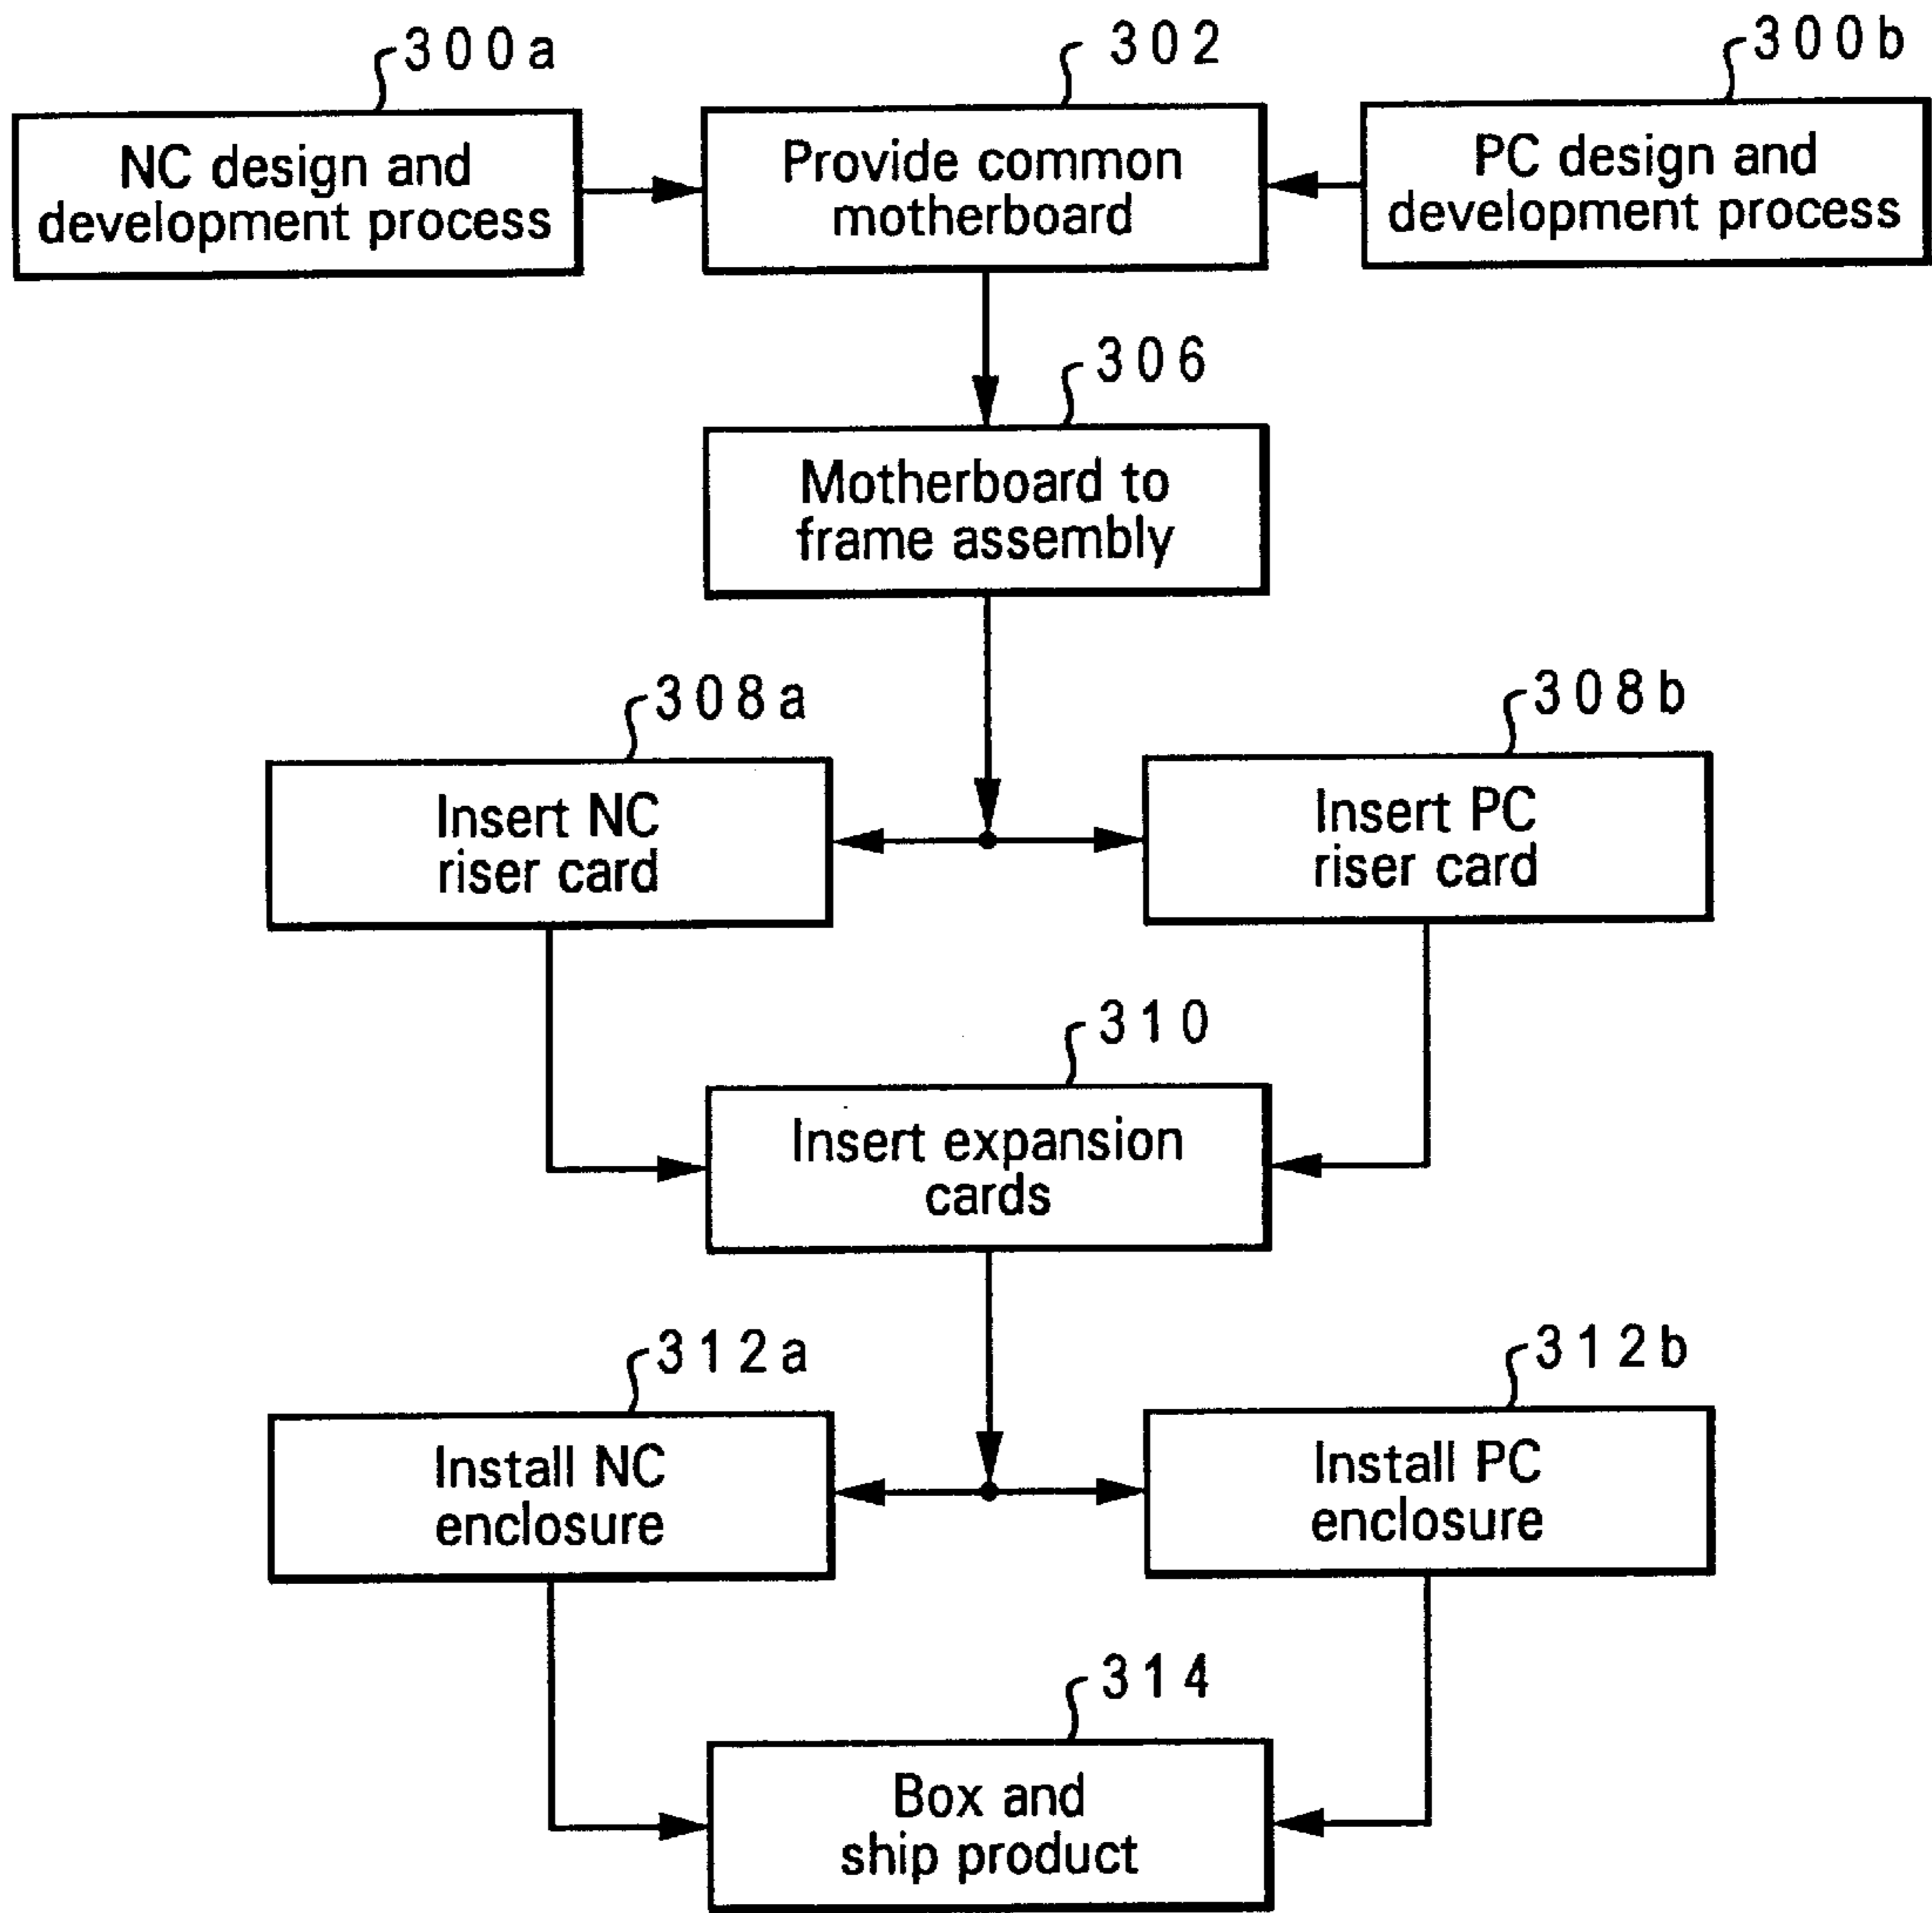 300a
302
300b
NC design and
development process
Provide common
motherboard
PC design and
development process
306
Motherboard to
frame assembly
308a
308b
Insert NC
riser card
Insert PC
riser card
310
Insert expansion
cards
312a
312b
Install NC
enclosure
Install PC
enclosure
314
Box and
ship product